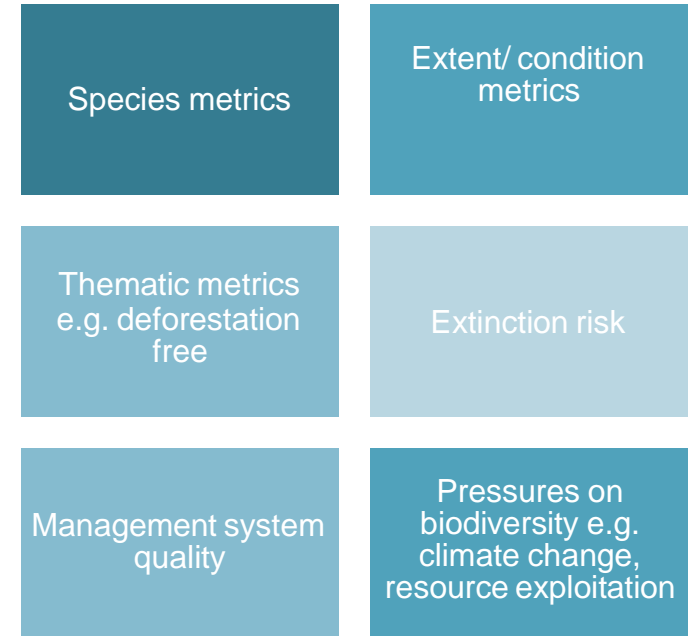 Species metrics
Extent/ condition
metrics
Thematic metrics
e.g. deforestation
free
Extinction risk
Management system
quality
Pressures on
biodiversity e.g.
climate change,
resource exploitation